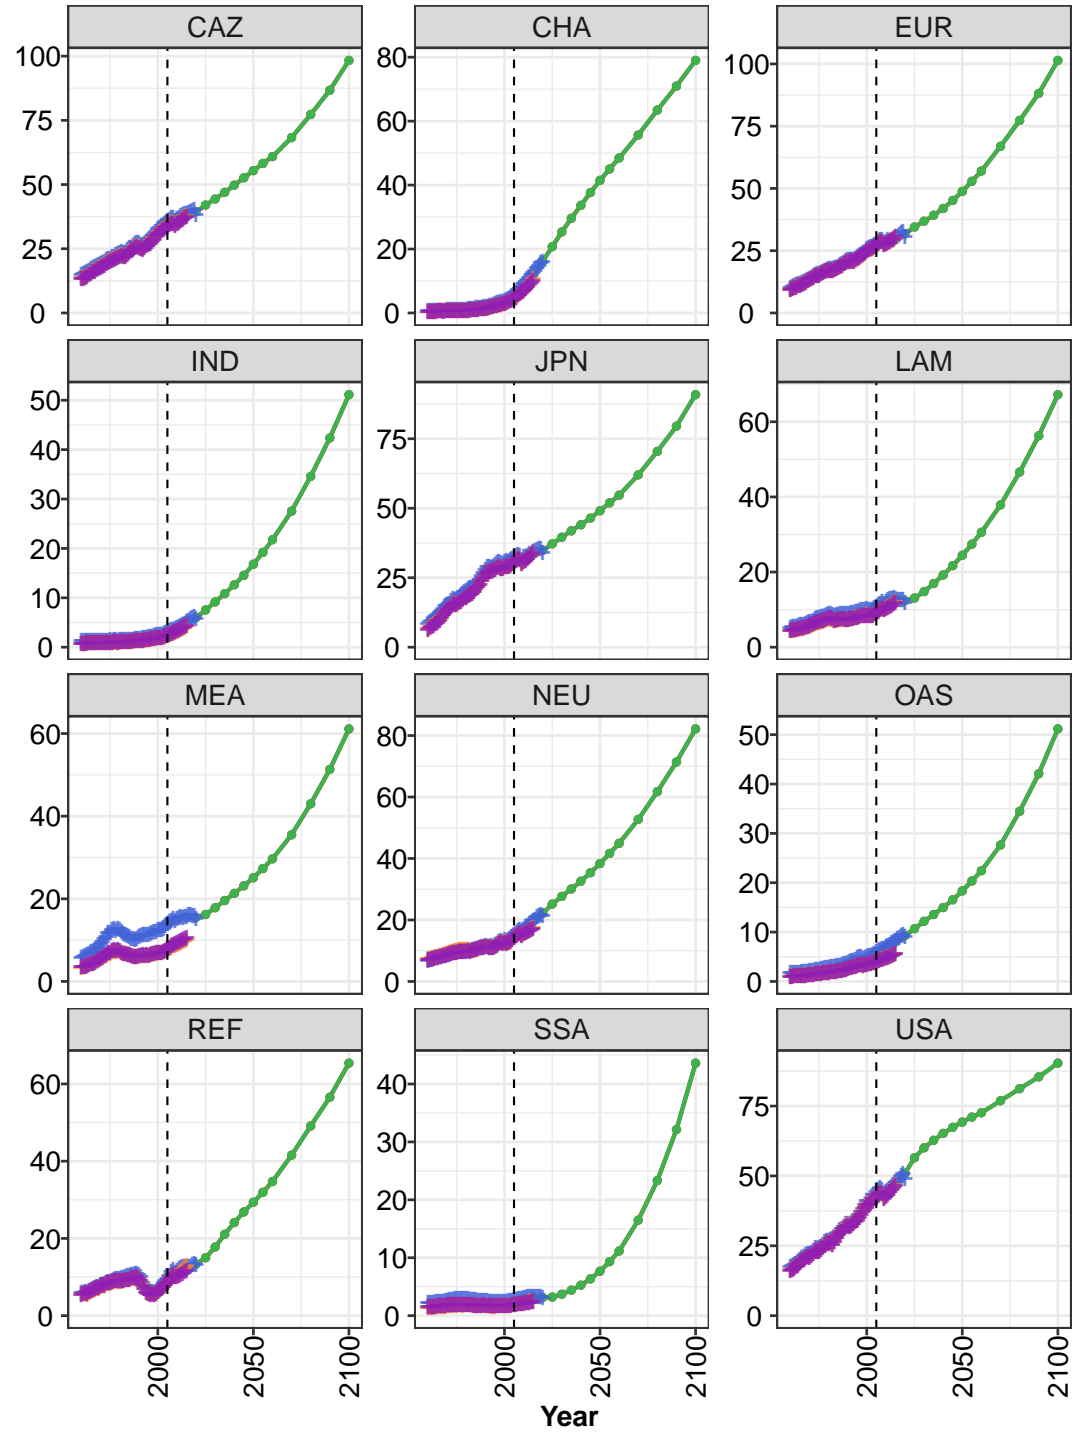 CAZ CHA EUR
100 80 100
75 60 75
50 40 50
25 20 25
0 0 0
IND JPN LAM
50 75 60
40 50 40
30 25 20
20 0 0
10
0
MEA NEU OAS
60 80 50
40 60 40
20 40 30
0 20 20
0 10
0
REF SSA USA
60 40 75
40 30 50
20 20 25
0 10 0
0
2000 2050 2100 2000 2050 2100 2000 2050 2100
Year